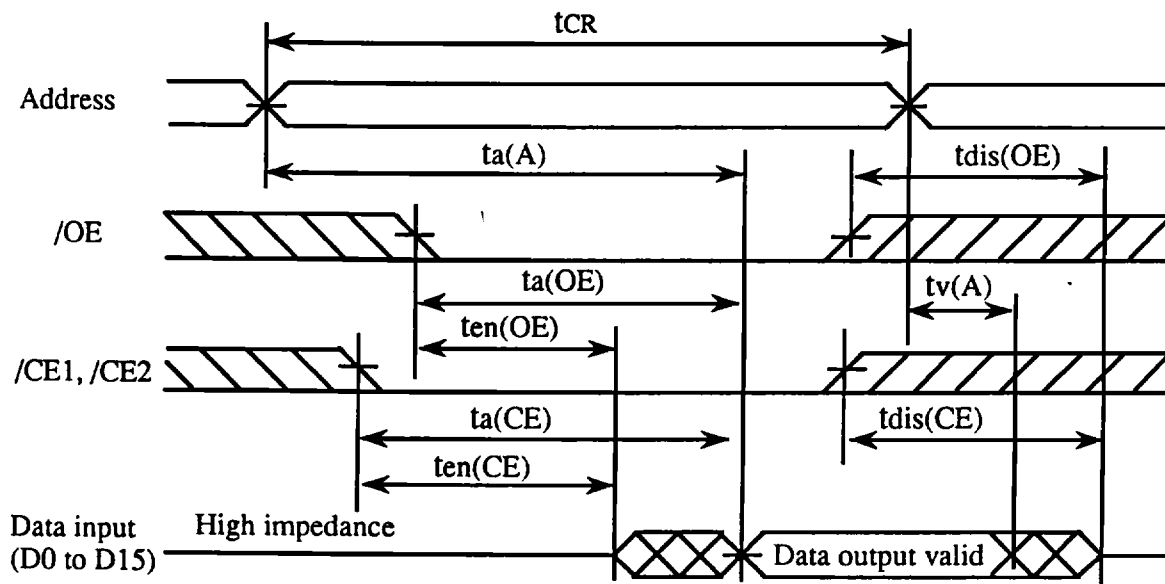 tCR
Address
ta(A)
tdis(OE)
/OE
ta(OE)
tv(A)
ten(OE)
/CE1, /CE2
ta(CE)
tdis(CE)
ten(CE)
Data input
(D0 to D15)
High impedance
Data output valid